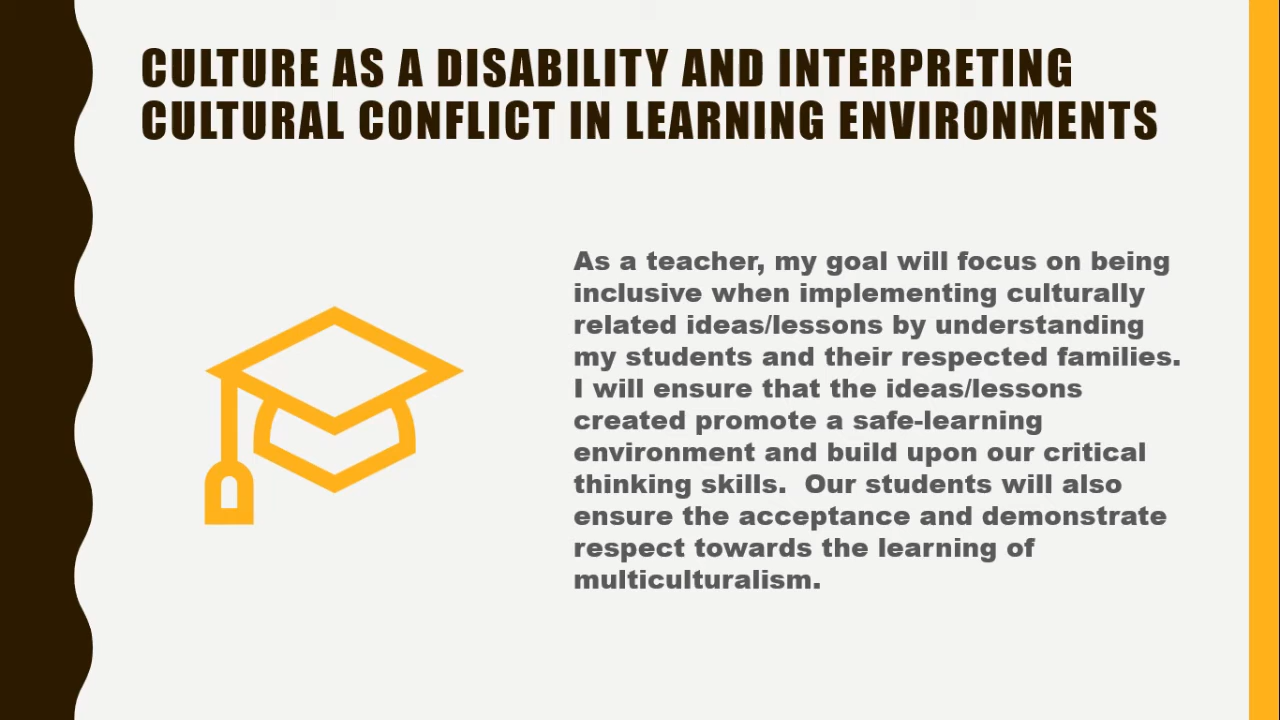 CULTURE AS A DISABILITY AND INTERPRETING
CULTURAL CONFLICT IN LEARNING ENVIRONMENTS
As a teacher, my goal will focus on being
inclusive when implementing culturally
related ideas/lessons by understanding
my students and their respected families.
I will ensure that the ideas/lessons
created promote a safe-learning
environment and build upon our critical
thinking skills.  Our students will also
ensure the acceptance and demonstrate
respect towards the learning of
multiculturalism.